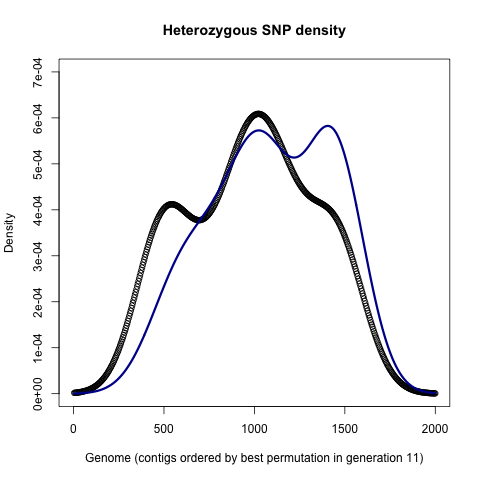 Heterozygous SNP density
Density
7e-04
6e-04
5e-04
4e-04
3e-04
2e-04
1e-04
0e+00
0 500 1000 1500 2000
Genome (contigs ordered by best permutation in generation 11)